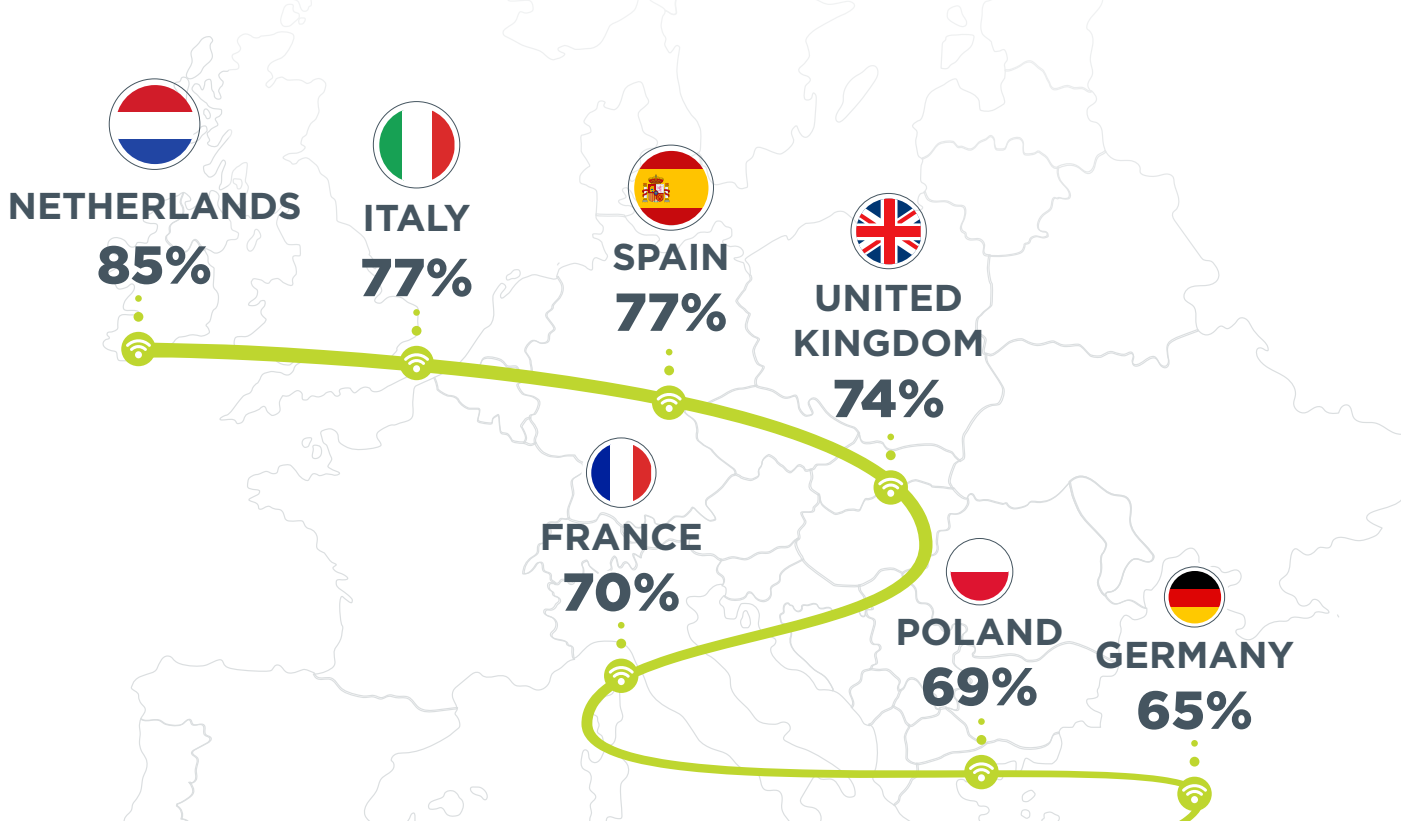 NETHERLANDS
85%
ITALY
77%
SPAIN
77%
UNITED
KINGDOM
74%
FRANCE
70%
POLAND
69%
GERMANY
65%